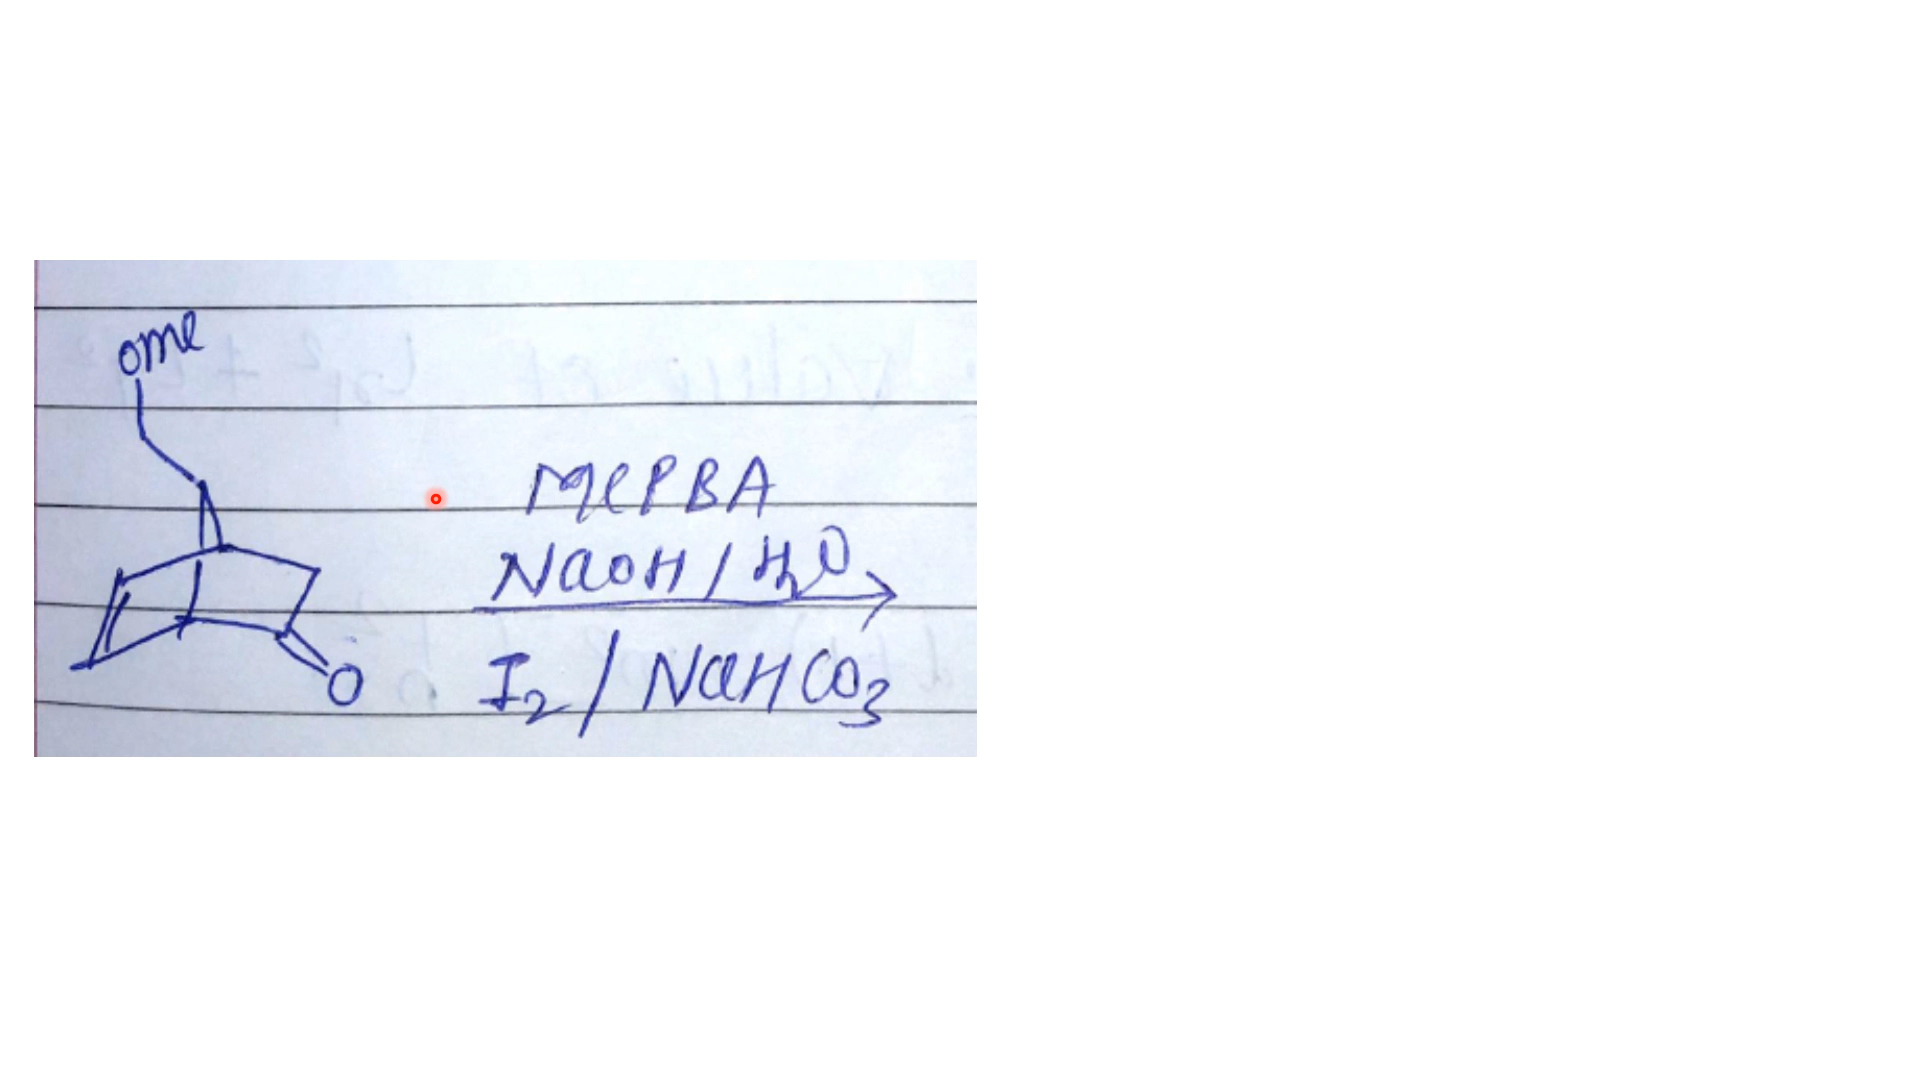 OMe
MCPBA
NaOH / H2O
I2 / NaHCO3
O